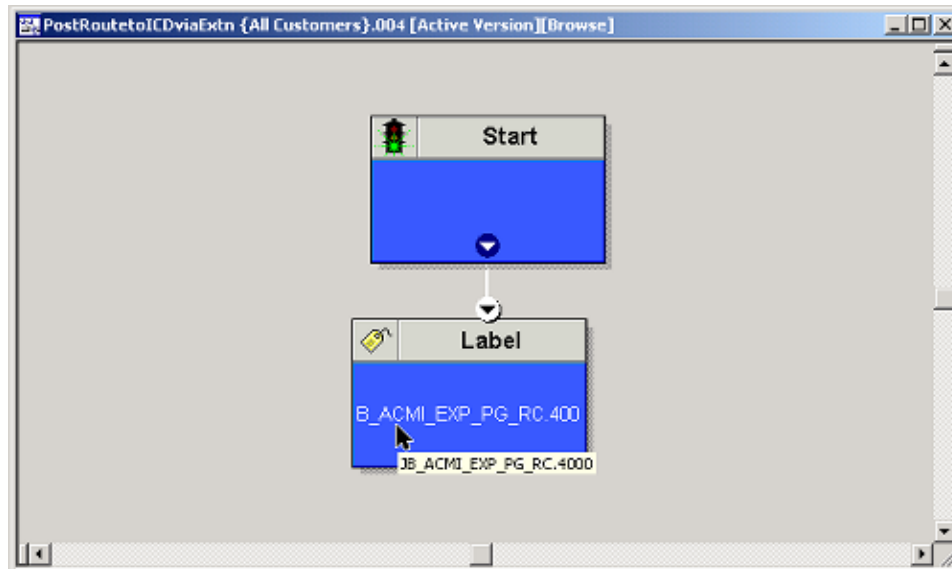 PostRoutetoICDviaExtn {All Customers}.004 [Active Version][Browse]
Start
Label
B_ACMI_EXP_PG_RC.400
JB_ACMI_EXP_PG_RC.4000